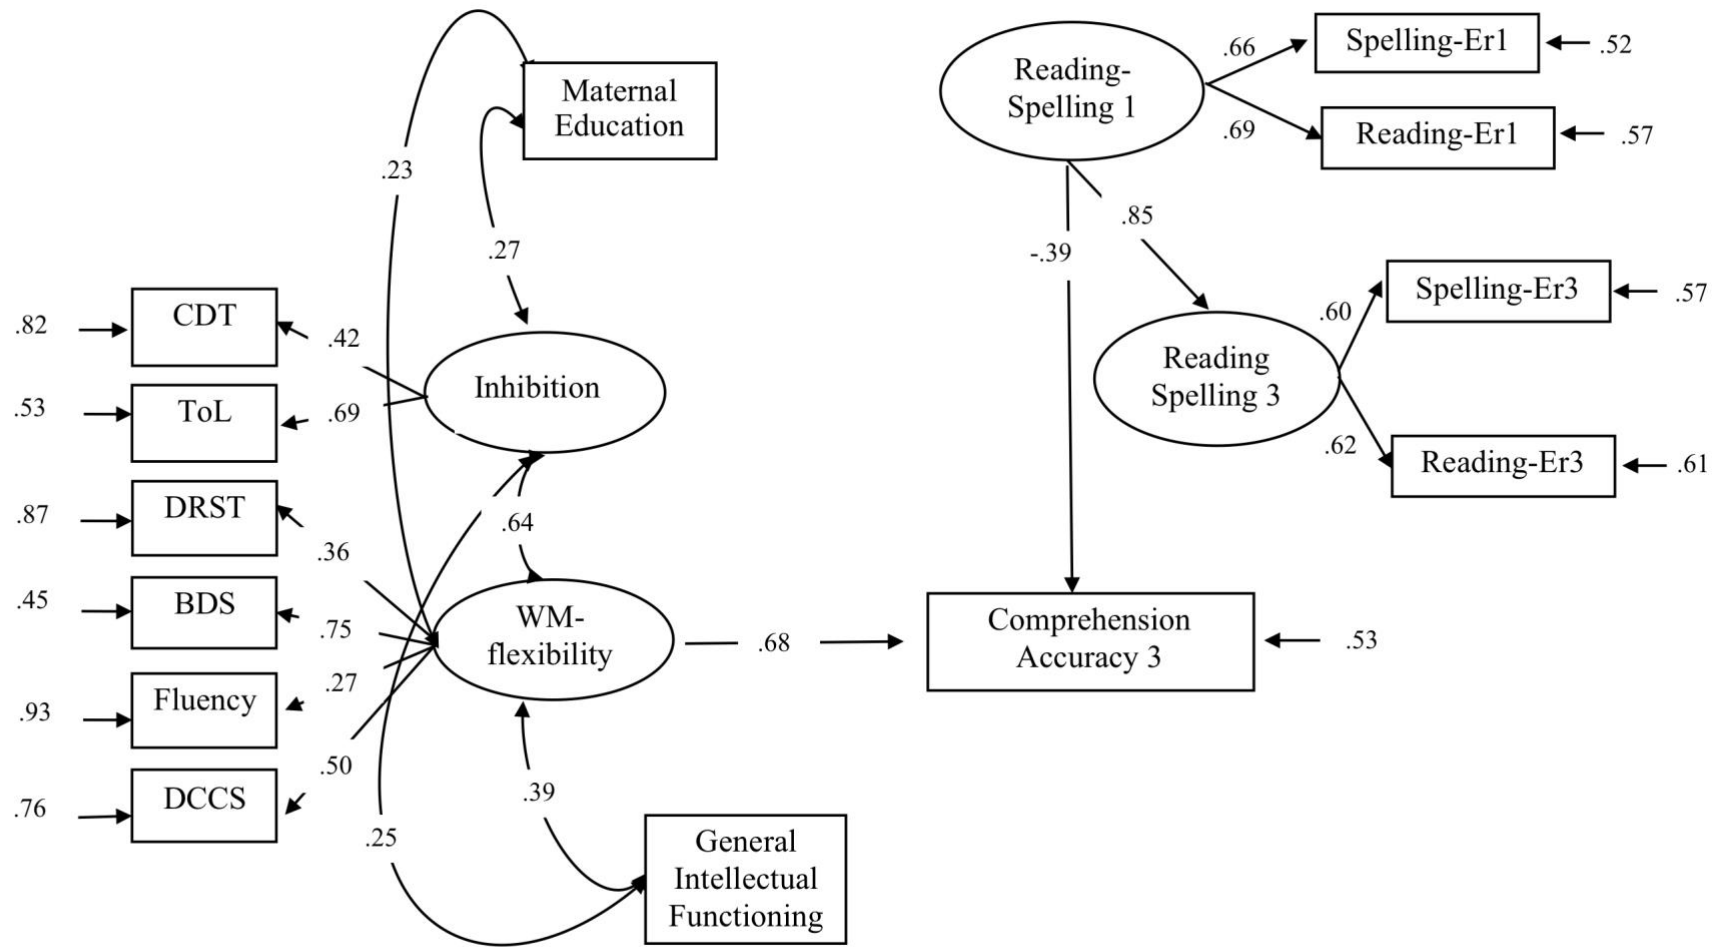 Maternal
Education
.23
.27
CDT
.82
.42
Inhibition
ToL
.53
.69
DRST
.87
.36
.64
BDS
.45
.75
WM-
flexibility
.68
Fluency
.93
.27
DCCS
.76
.50
.39
.25
General
Intellectual
Functioning
Reading-
Spelling 1
.66
Spelling-Er1
.52
.69
Reading-Er1
.57
.85
-.39
Reading
Spelling 3
.60
Spelling-Er3
.57
.62
Reading-Er3
.61
Comprehension
Accuracy 3
.53